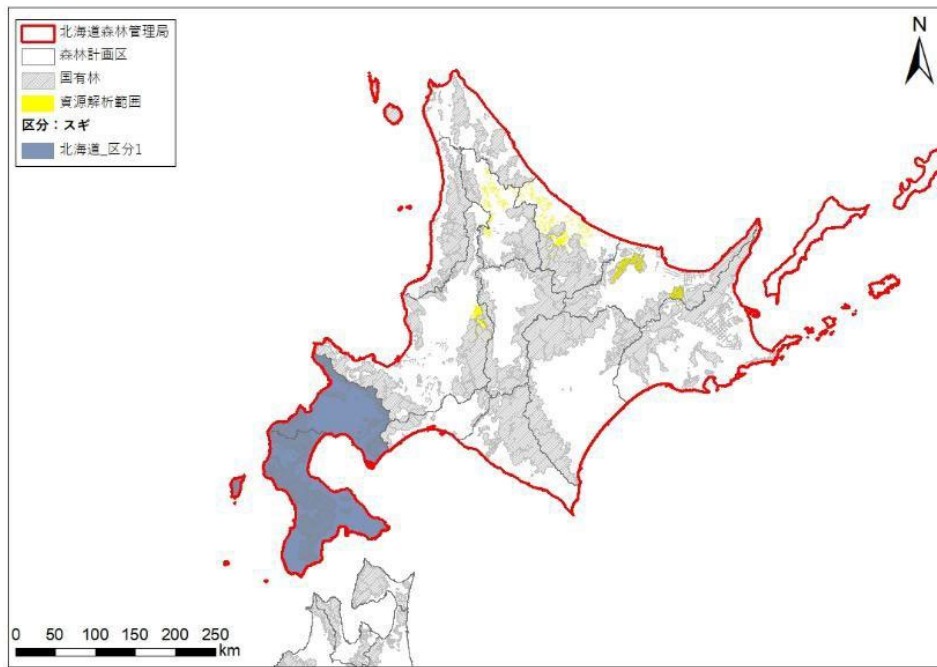 北海道森林管理局
森林計画区
国有林
資源解析範囲
区分：スギ
北海道_区分1
N
0 50 100 150 200 250
km